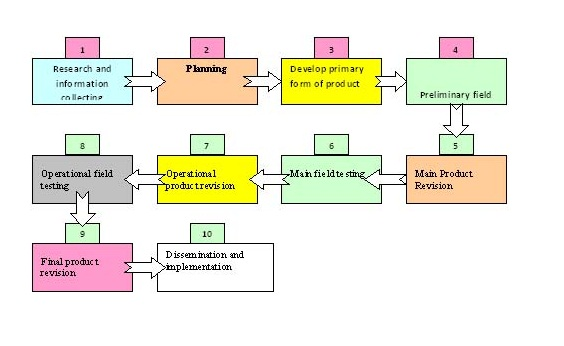 1
2
3
4
Research and
information
collecting
Planning
Develop primary
form of product
Preliminary field
8
7
6
5
Operational field
testing
Operational
product revision
Main field testing
Main Product
Revision
9
10
Final product
revision
Dissemination and
implementation